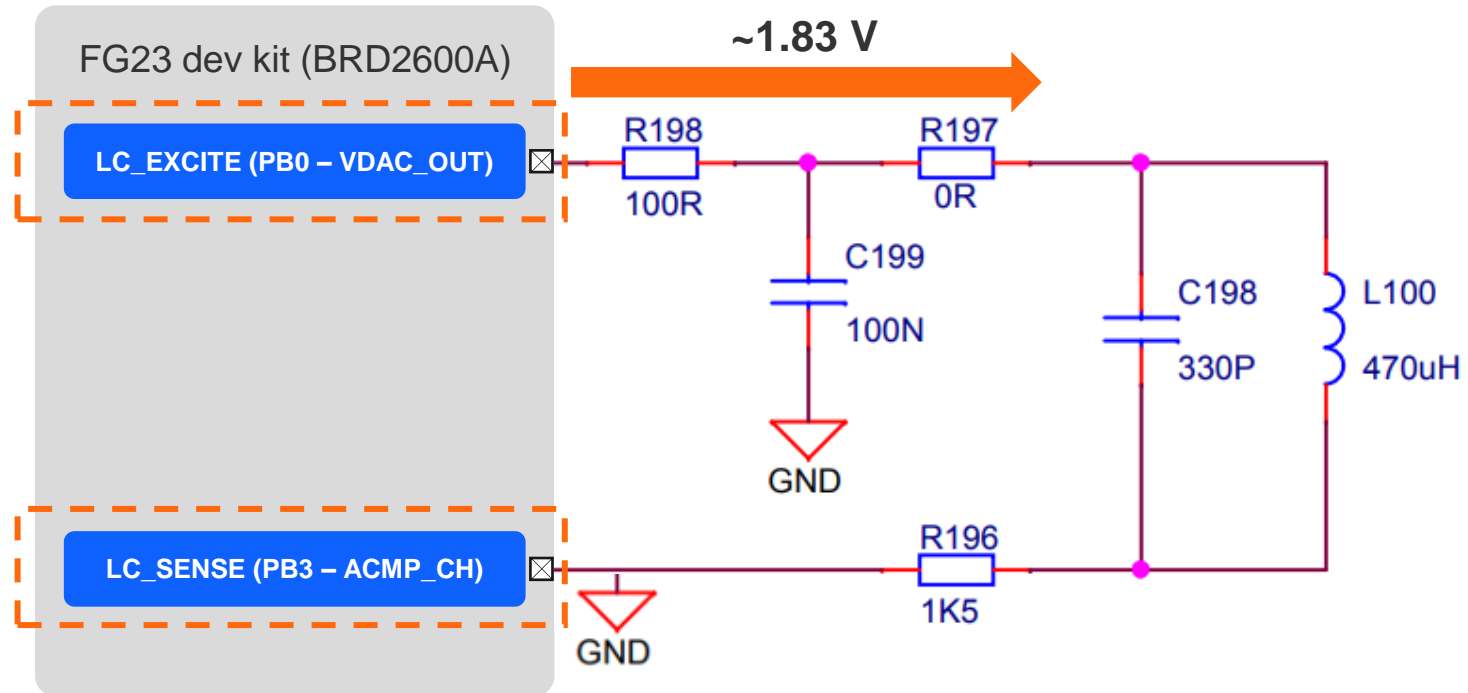 ~1.83 V
FG23 dev kit (BRD2600A)
LC_EXCITE (PB0 – VDAC_OUT)
R198
100R
R197
0R
C199
100N
GND
C198
330P
L100
470uH
LC_SENSE (PB3 – ACMP_CH)
R196
1K5
GND